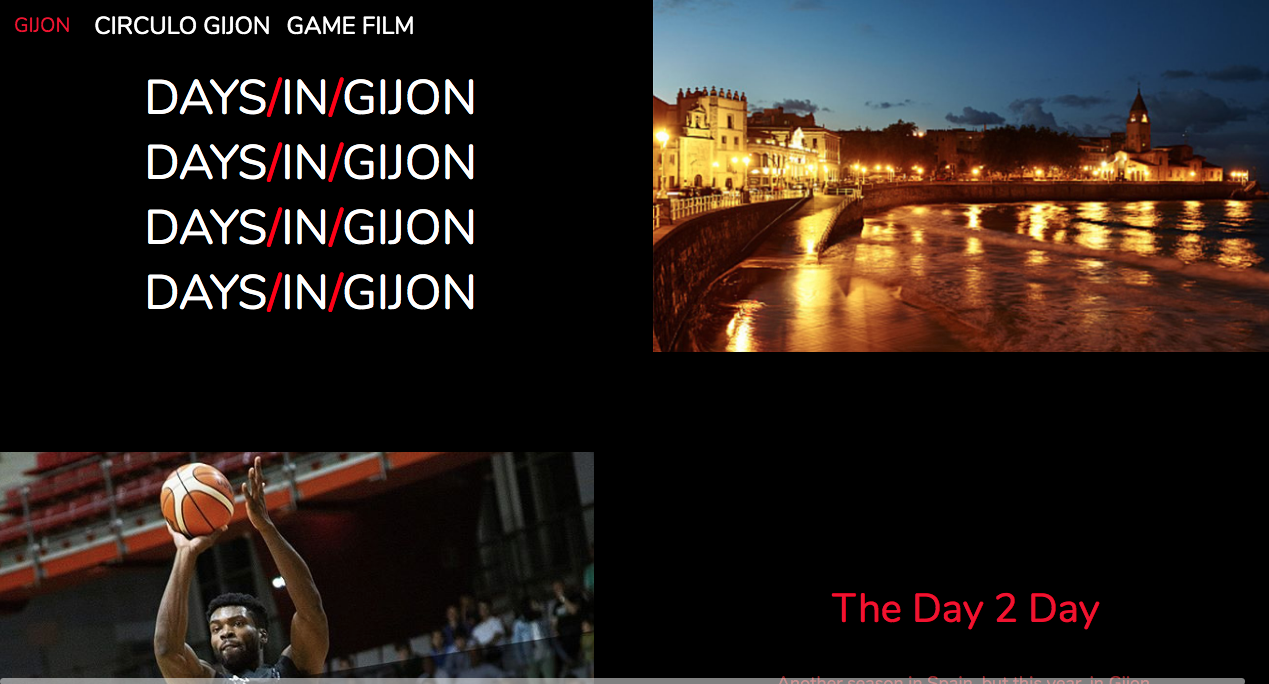 GIJON CIRCULO GIJON GAME FILM
DAYS/IN/GIJON
DAYS/IN/GIJON
DAYS/IN/GIJON
DAYS/IN/GIJON
The Day 2 Day
Another season in Spain, but this year, in Gijon